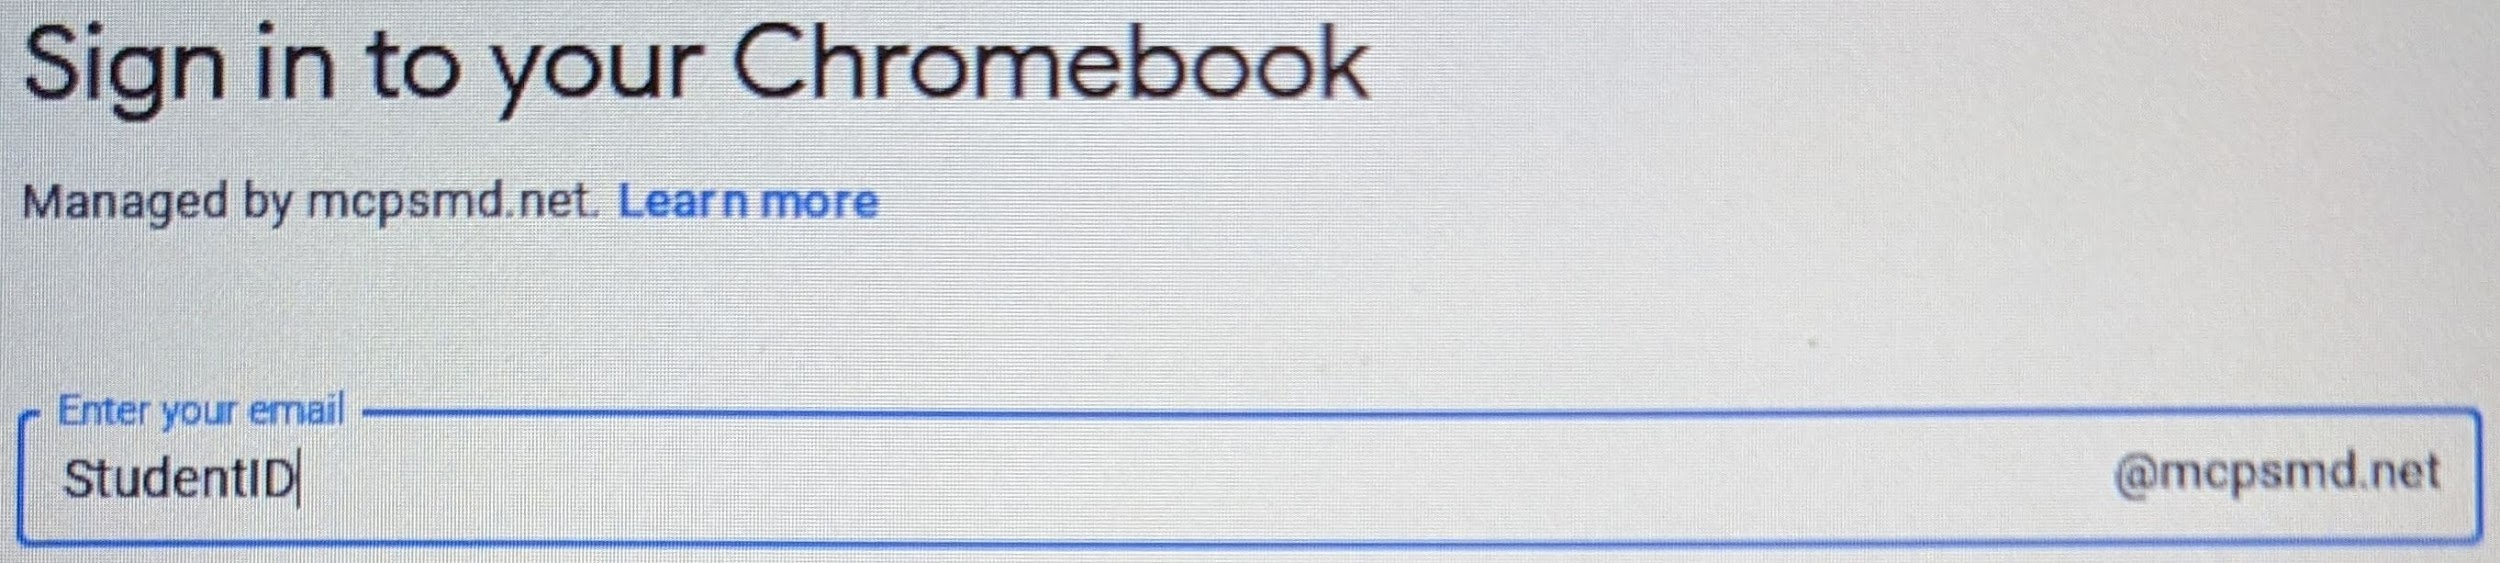 Sign in to your Chromebook
Managed by mcpsmd.net. Learn more
Enter your email
StudentID
@mcpsmd.net